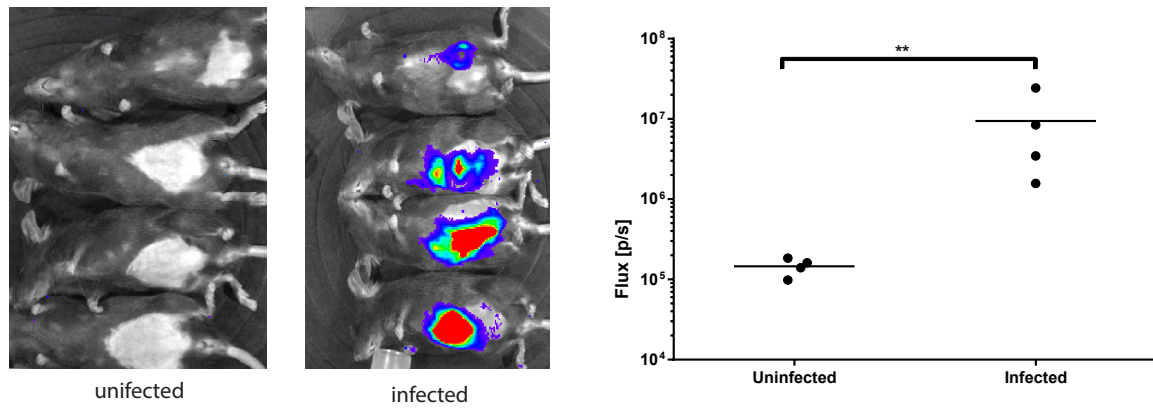 unifected
infected
**
Flux [p/s]
10⁸
10⁷
10⁶
10⁵
10⁴
Uninfected
Infected